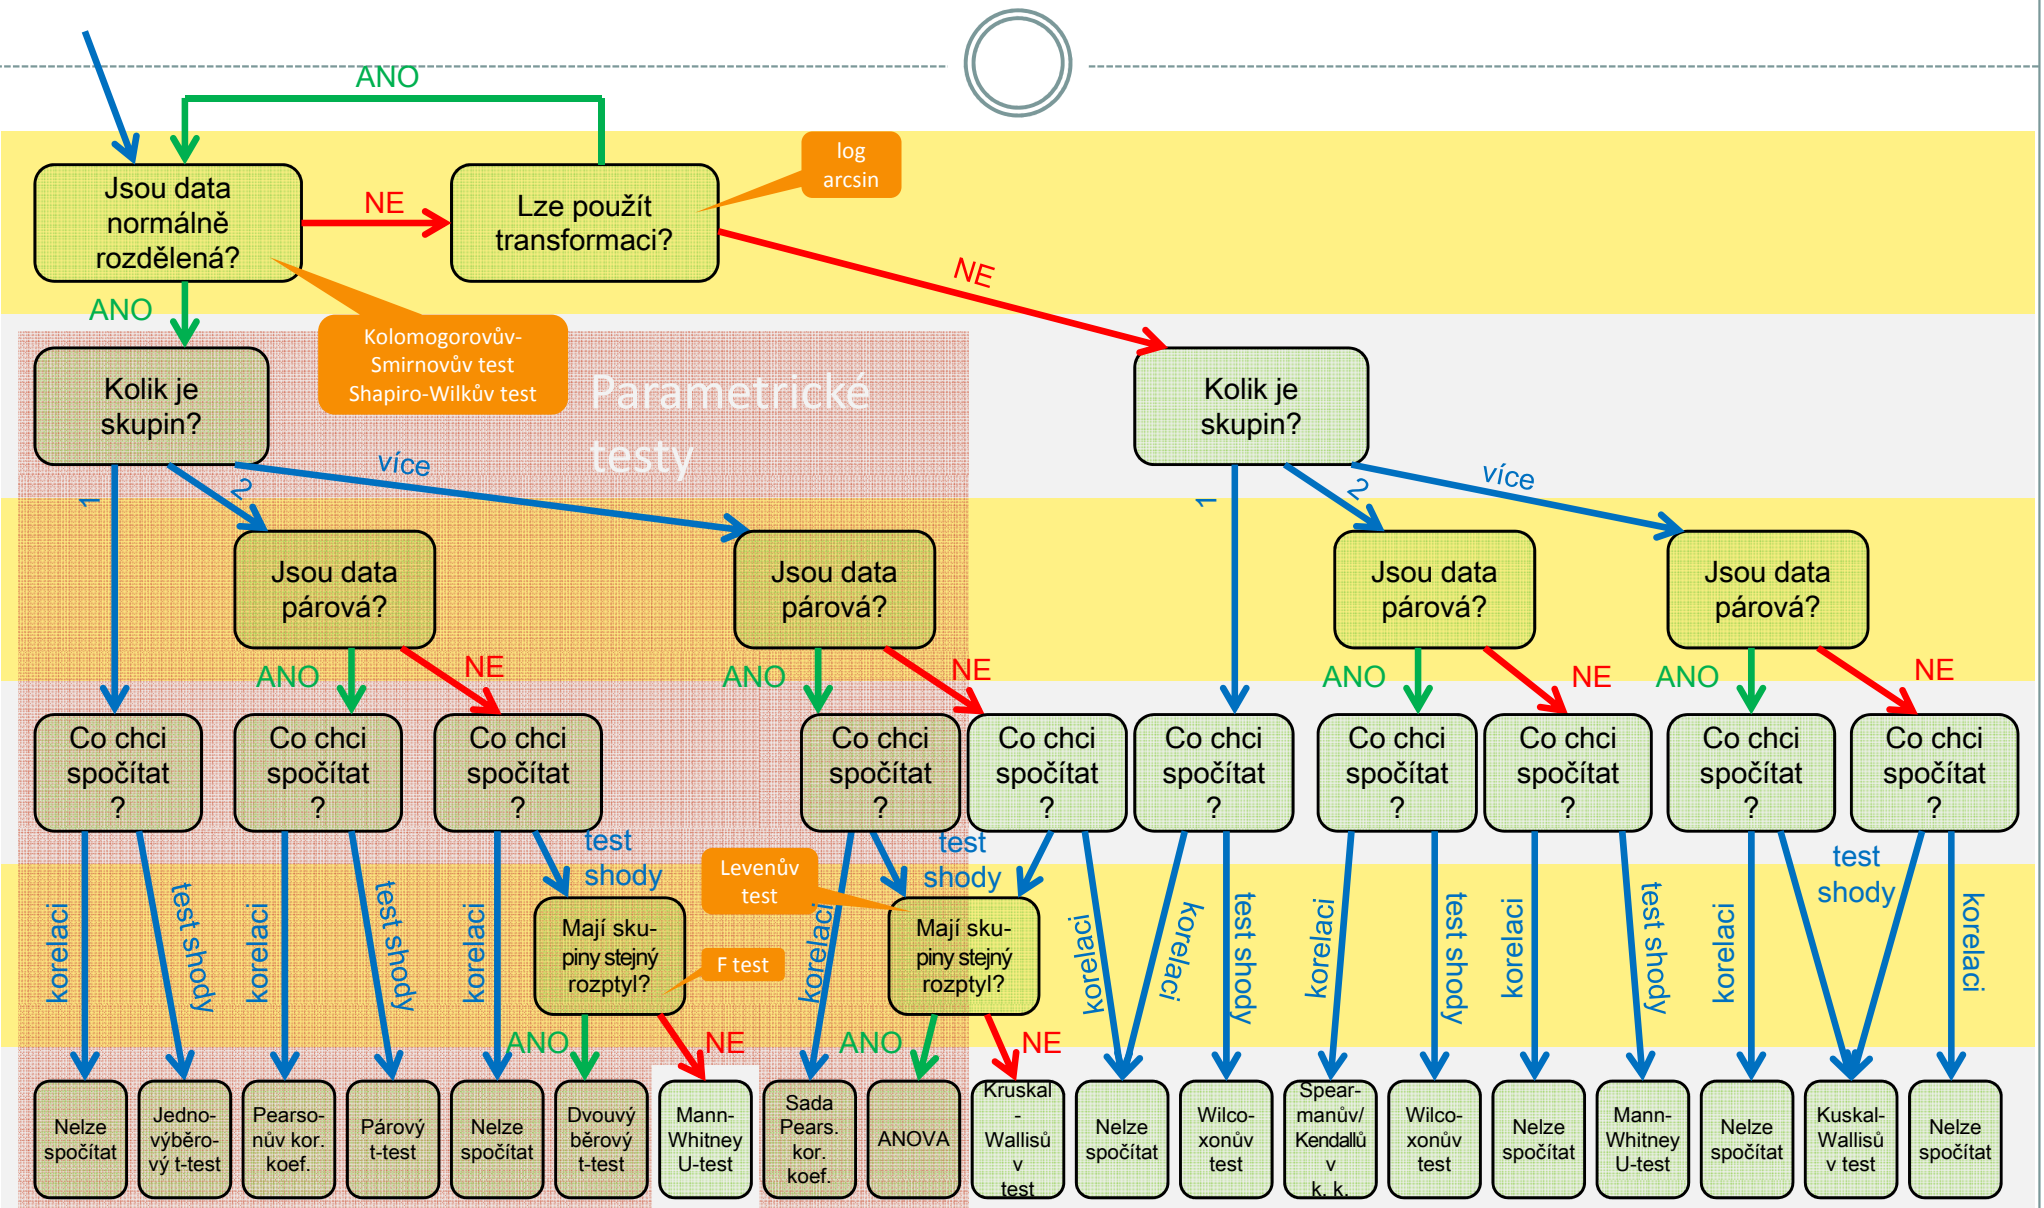 ANO
log
arcsin
Jsou data
normálně
rozdělená?
NE
Lze použít
transformaci?
NE
ANO
Kolomogorovův-
Smirnovův test
Shapiro-Wilkův test
Parametrické
testy
Kolik je
skupin?
Kolik je
skupin?
1
2
více
1
2
více
Jsou data
párová?
Jsou data
párová?
Jsou data
párová?
Jsou data
párová?
ANO
NE
ANO
NE
ANO
NE
ANO
NE
Co chci
spočítat
?
Co chci
spočítat
?
Co chci
spočítat
?
Co chci
spočítat
?
Co chci
spočítat
?
Co chci
spočítat
?
Co chci
spočítat
?
Co chci
spočítat
?
Co chci
spočítat
?
Co chci
spočítat
?
test
shody
Levenův
test
test
shody
test
shody
korelaci
test shody
korelaci
test shody
korelaci
Mají sku-
piny stejný
rozptyl?
F test
korelaci
Mají sku-
piny stejný
rozptyl?
korelaci
korelaci
test shody
korelaci
test shody
korelaci
test shody
korelaci
korelaci
ANO
NE
ANO
NE
Nelze
spočítat
Jedno-
výběro-
vý t-test
Pearso-
nův kor.
koef.
Párový
t-test
Nelze
spočítat
Dvouvý
běrový
t-test
Mann-
Whitney
U-test
Sada
Pears.
kor.
koef.
ANOVA
Kruskal
-
Wallisů
v
test
Nelze
spočítat
Wilco-
xonův
test
Spear-
manův/
Kendallů
v
k. k.
Wilco-
xonův
test
Nelze
spočítat
Mann-
Whitney
U-test
Nelze
spočítat
Kuskal-
Wallisů
v test
Nelze
spočítat